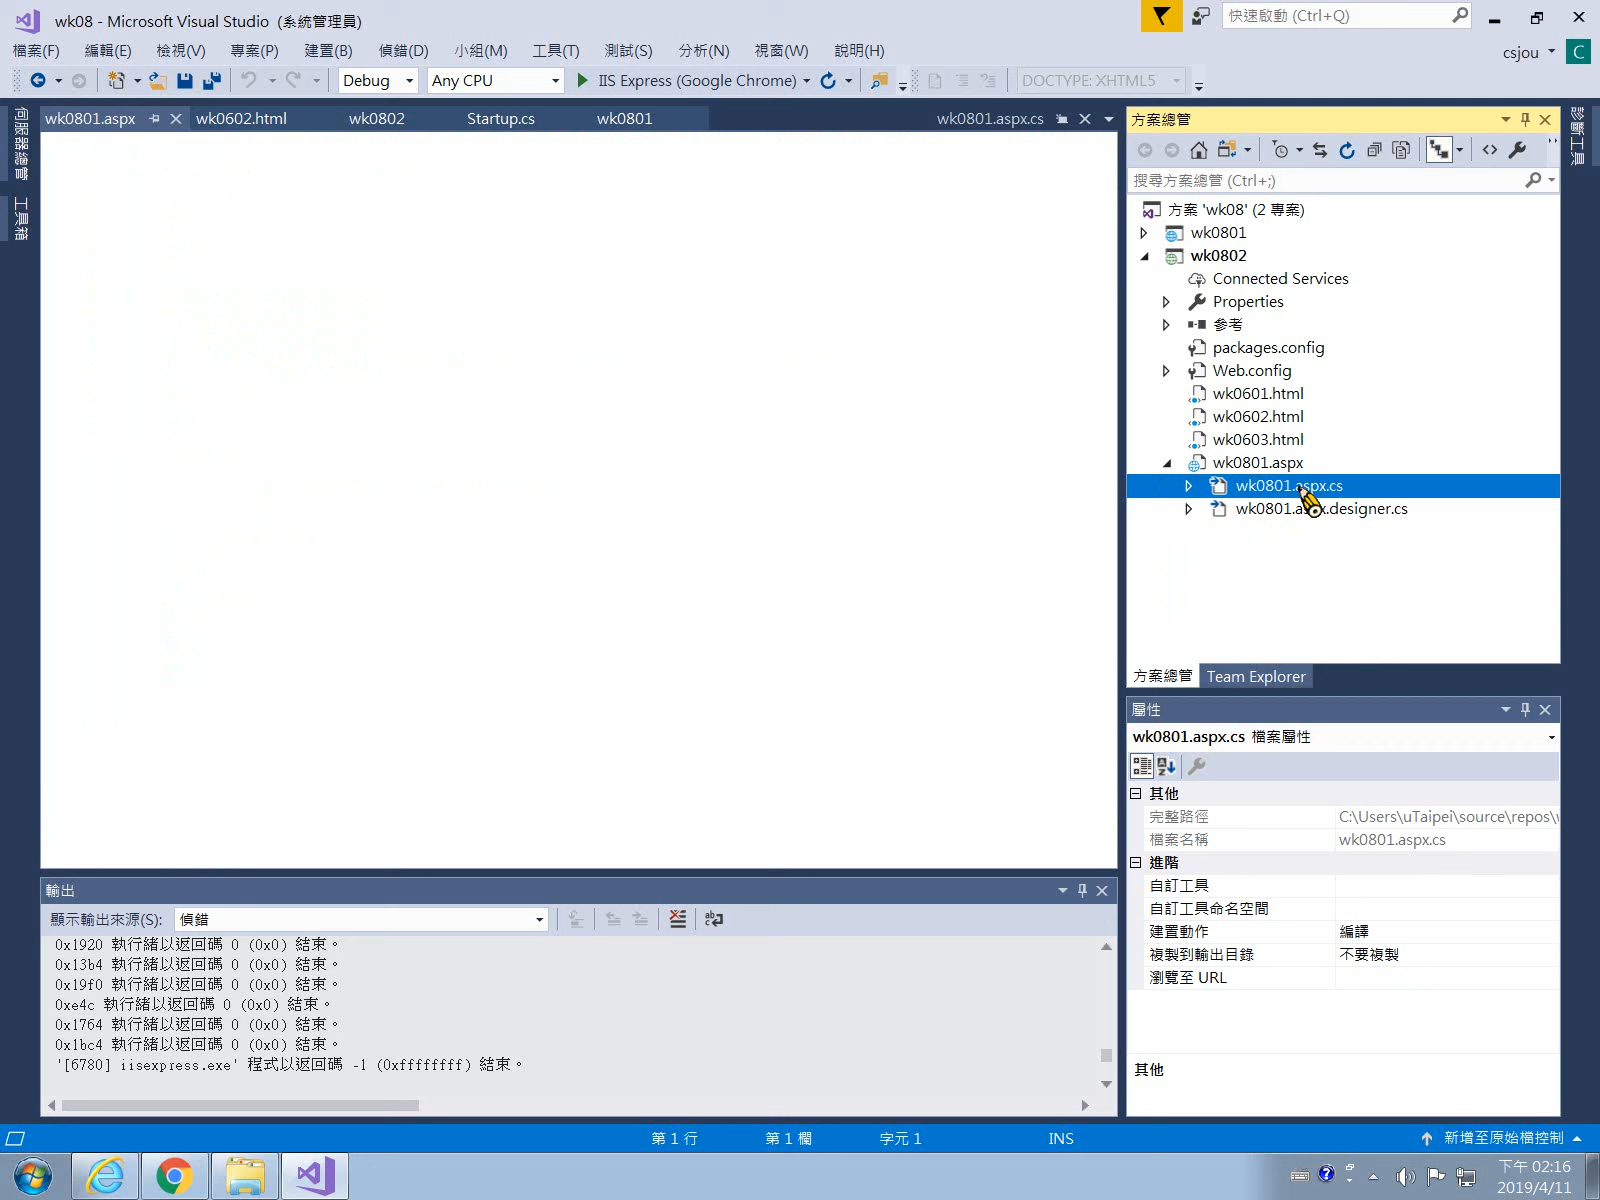 wk08 - Microsoft Visual Studio (系統管理員)
快速啟動 (Ctrl+Q)
檔案(F) 編輯(E) 檢視(V) 專案(P) 建置(B) 偵錯(D) 小組(M) 工具(T) 測試(S) 分析(N) 視窗(W) 說明(H)
csjou
C
Debug
Any CPU
IIS Express (Google Chrome)
DOCTYPE: XHTML5
伺服器總管
工具箱
wk0801.aspx
wk0602.html
wk0802
Startup.cs
wk0801
wk0801.aspx.cs
方案總管
搜尋方案總管 (Ctrl+;)
方案 'wk08' (2 專案)
wk0801
wk0802
Connected Services
Properties
參考
packages.config
Web.config
wk0601.html
wk0602.html
wk0603.html
wk0801.aspx
wk0801.aspx.cs
方案總管
Team Explorer
診斷工具
屬性
wk0801.aspx.cs 檔案屬性
其他
完整路徑 C:\Users\uTaipei\source\repos\
檔案名稱 wk0801.aspx.cs
進階
自訂工具
自訂工具命名空間
建置動作 編譯
複製到輸出目錄 不要複製
瀏覽至 URL
其他
輸出
顯示輸出來源(S): 偵錯
0x1920 執行緒以返回碼 0 (0x0) 結束。
0x13b4 執行緒以返回碼 0 (0x0) 結束。
0x19f0 執行緒以返回碼 0 (0x0) 結束。
0xe4c 執行緒以返回碼 0 (0x0) 結束。
0x1764 執行緒以返回碼 0 (0x0) 結束。
0x1bc4 執行緒以返回碼 0 (0x0) 結束。
'[6780] iisexpress.exe' 程式以返回碼 -1 (0xffffffff) 結束。
第 1 行
第 1 欄
字元 1
INS
新增至原始檔控制
下午 02:16
2019/4/11